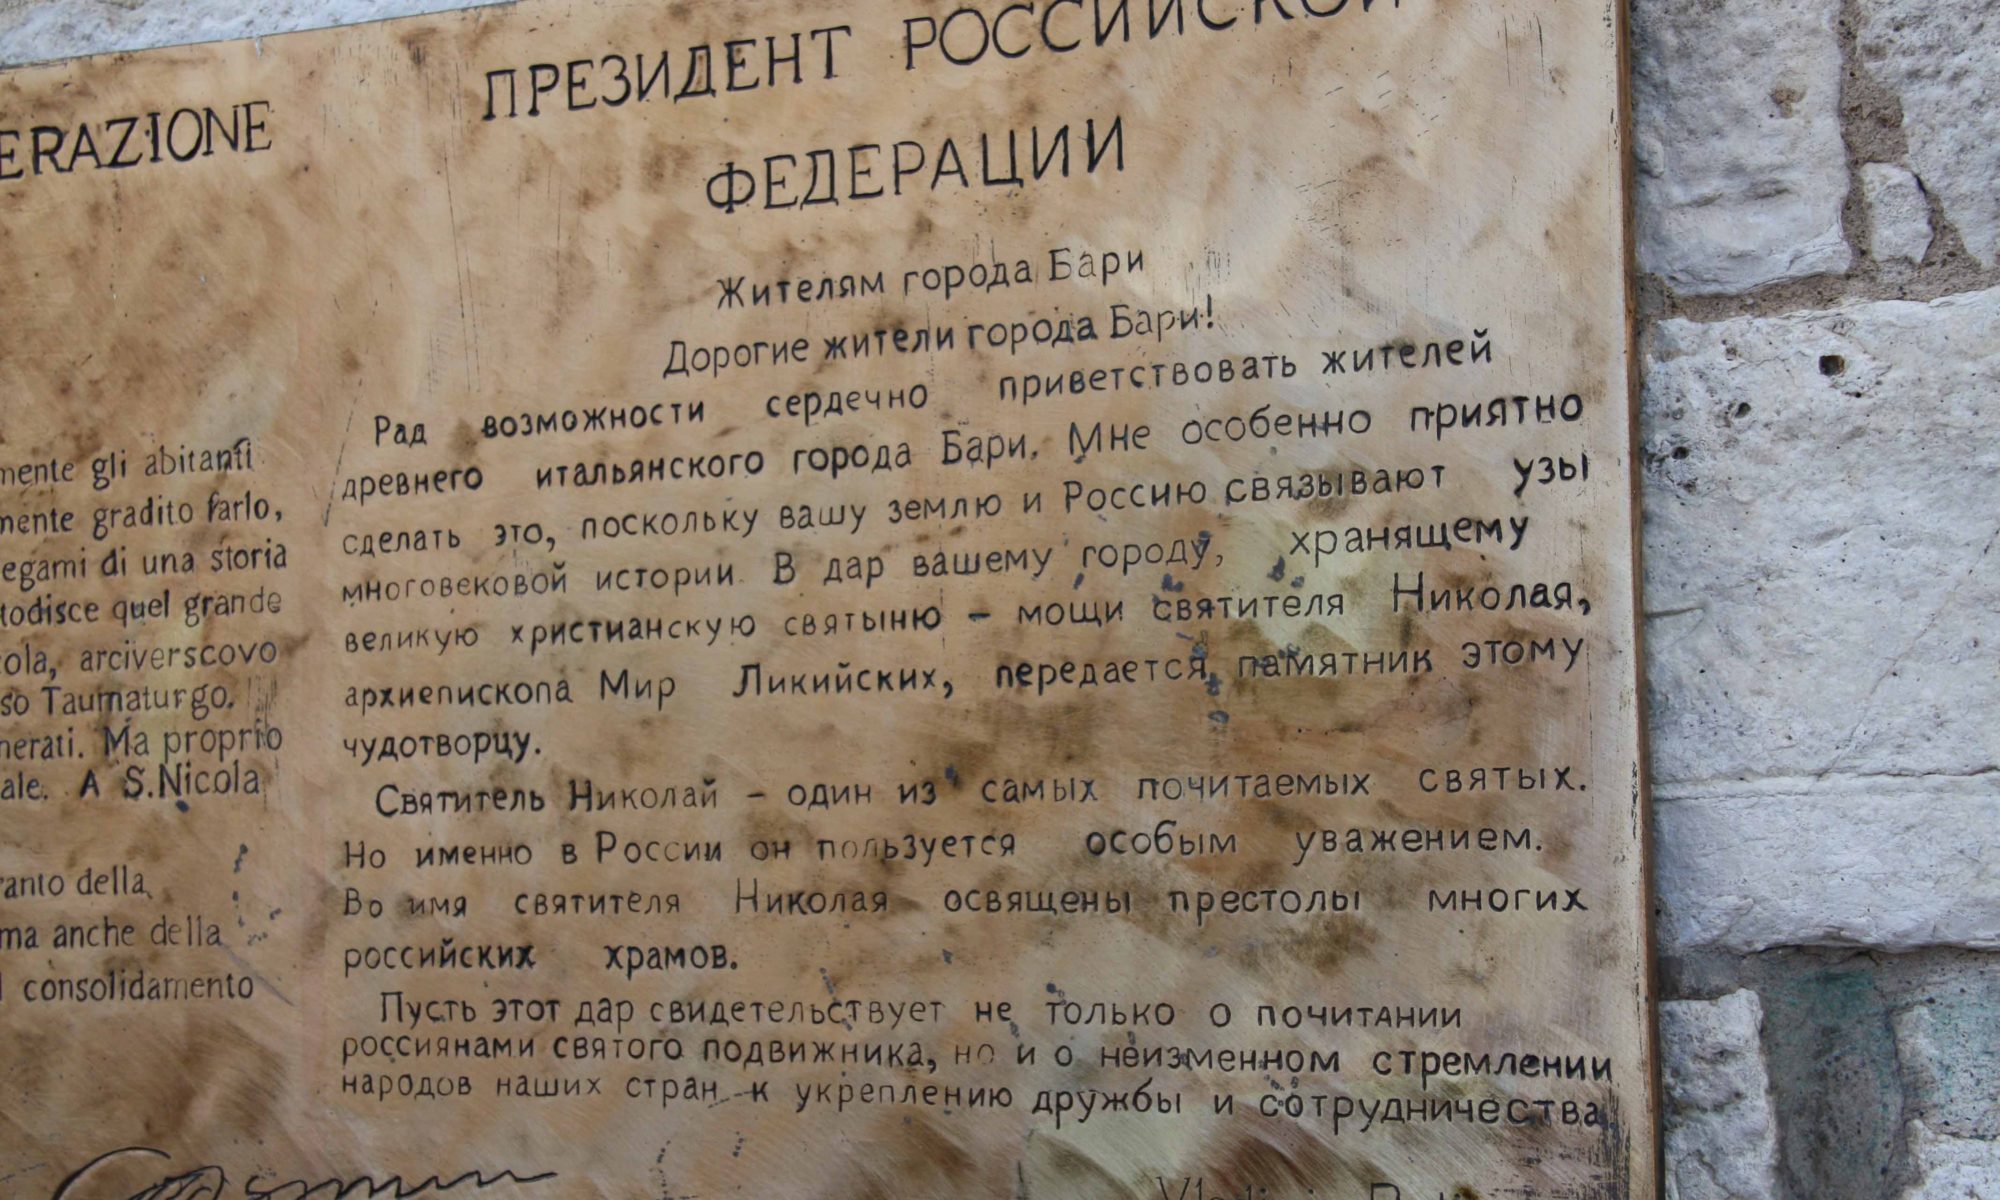 ERAZIONE
mente gli abitanti
mente gradito farlo,
egami di una storia
todisce quel grande
ola, arciverscovo
so Taumaturgo.
nerati. Ma proprio
ale. A S.Nicola
anto della
ma anche della
consolidamento
ПРЕЗИДЕНТ РОССИЙСКОЙ
ФЕДЕРАЦИИ
Жителям города Бари
Дорогие жители города Бари!
Рад возможности сердечно приветствовать жителей
древнего итальянского города Бари. Мне особенно приятно
сделать это, поскольку вашу землю и Россию связывают узы
многовековой истории. В дар вашему городу, хранящему
великую христианскую святыню – мощи святителя Николая,
архиепископа Мир Ликийских, передается памятник этому
чудотворцу.
Святитель Николай – один из самых почитаемых святых.
Но именно в России он пользуется особым уважением.
Во имя святителя Николая освящены престолы многих
российских храмов.
Пусть этот дар свидетельствует не только о почитании
россиянами святого подвижника, но и о неизменном стремлении
народов наших стран к укреплению дружбы и сотрудничества